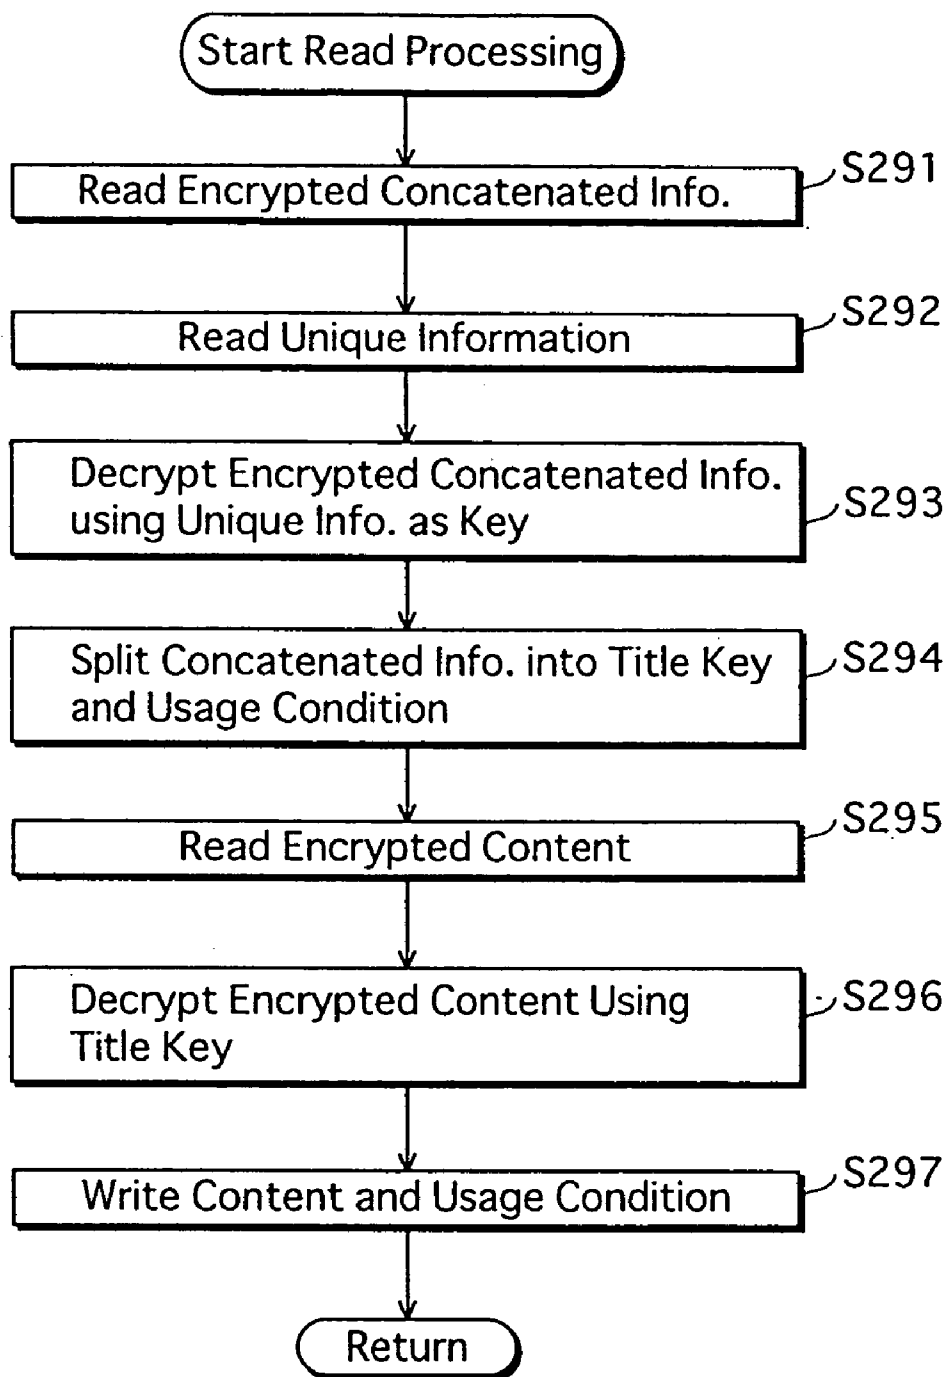 Start Read Processing
S291
Read Encrypted Concatenated Info.
S292
Read Unique Information
Decrypt Encrypted Concatenated Info.
using Unique Info. as Key
S293
Split Concatenated Info. into Title Key
and Usage Condition
S294
S295
Read Encrypted Content
Decrypt Encrypted Content Using
Title Key
S296
S297
Write Content and Usage Condition
Return